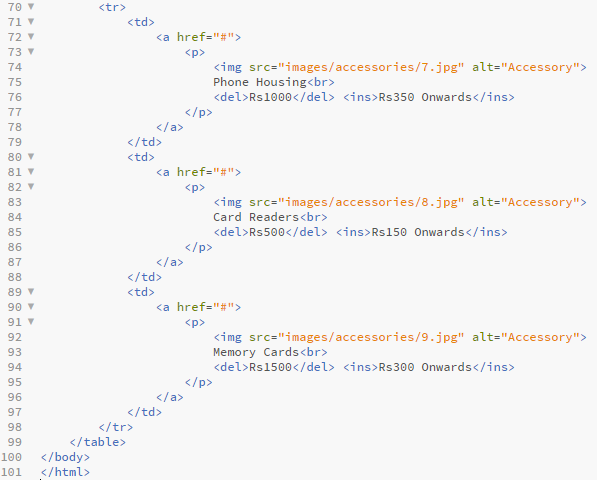 70 <tr>
71 <td>
72 <a href="#">
73 <p>
74 <img src="images/accessories/7.jpg" alt="Accessory">
75 Phone Housing<br>
76 <del>Rs1000</del> <ins>Rs350 Onwards</ins>
77 </p>
78 </a>
79 </td>
80 <td>
81 <a href="#">
82 <p>
83 <img src="images/accessories/8.jpg" alt="Accessory">
84 Card Readers<br>
85 <del>Rs500</del> <ins>Rs150 Onwards</ins>
86 </p>
87 </a>
88 </td>
89 <td>
90 <a href="#">
91 <p>
92 <img src="images/accessories/9.jpg" alt="Accessory">
93 Memory Cards<br>
94 <del>Rs1500</del> <ins>Rs300 Onwards</ins>
95 </p>
96 </a>
97 </td>
98 </tr>
99 </table>
100 </body>
101 </html>